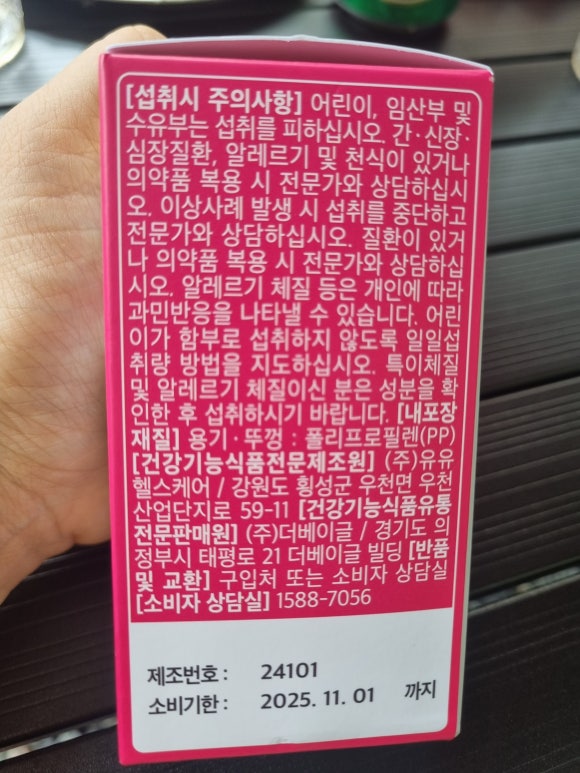 [섭취시 주의사항] 어린이, 임산부 및
수유부는 섭취를 피하십시오. 간·신장·
심장질환, 알레르기 및 천식이 있거나
의약품 복용 시 전문가와 상담하십시
오. 이상사례 발생 시 섭취를 중단하고
전문가와 상담하십시오. 질환이 있거
나 의약품 복용 시 전문가와 상담하십
시오, 알레르기 체질 등은 개인에 따라
과민반응을 나타낼 수 있습니다. 어린
이가 함부로 섭취하지 않도록 일일섭
취량 방법을 지도하십시오. 특이체질
및 알레르기 체질이신 분은 성분을 확
인한 후 섭취하시기 바랍니다. [내포장
재질] 용기·뚜껑 : 폴리프로필렌(PP)
[건강기능식품전문제조원] (주)유유
헬스케어 / 강원도 횡성군 우천면 우천
산업단지로 59-11 [건강기능식품유통
전문판매원] (주)더베이글 / 경기도 의
정부시 태평로 21 더베이글 빌딩 [반품
및 교환] 구입처 또는 소비자 상담실
[소비자 상담실] 1588-7056
제조번호 : 24101
소비기한 : 2025. 11. 01 까지